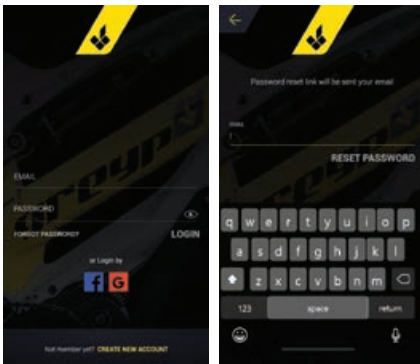 EMAIL
PASSWORD
FORGOT PASSWORD?
LOGIN
or Login by
f G
Not member yet? CREATE NEW ACCOUNT
Password reset link will be sent your email
EMAIL
RESET PASSWORD
q w e r t y u i o p
a s d f g h j k l
z x c v b n m
123 space return